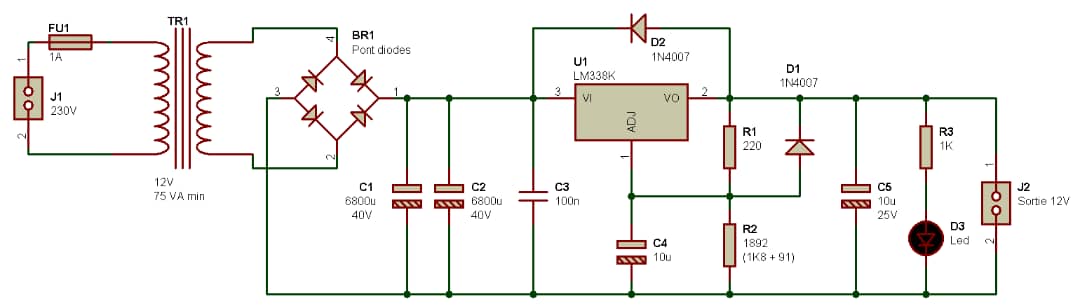 FU1
1A
1
J1
230V
2
TR1
12V
75 VA min
BR1
Pont diodes
4
3
1
2
C1
6800u
40V
C2
6800u
40V
C3
100n
D2
1N4007
U1
LM338K
3
VI
VO
2
ADJ
1
D1
1N4007
R1
220
C4
10u
R2
1892
(1K8 + 91)
C5
10u
25V
R3
1K
D3
Led
1
J2
Sortie 12V
2